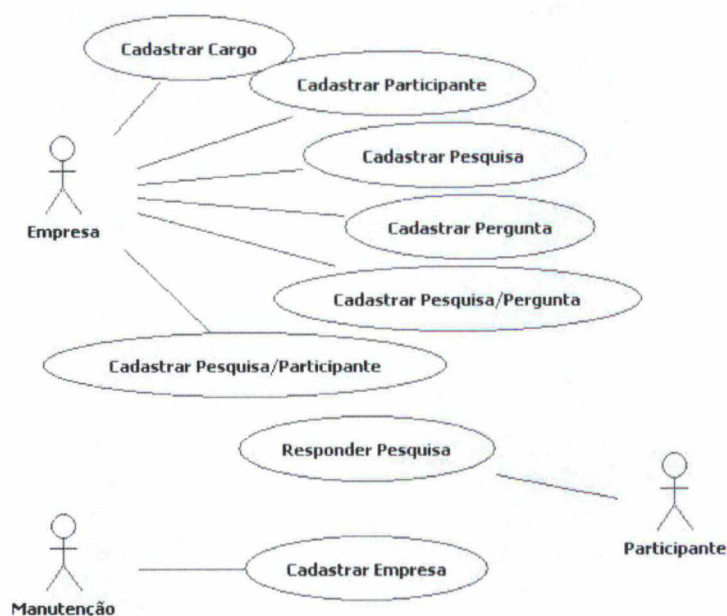 Cadastrar Cargo
Cadastrar Participante
Cadastrar Pesquisa
Empresa
Cadastrar Pergunta
Cadastrar Pesquisa/Pergunta
Cadastrar Pesquisa/Participante
Responder Pesquisa
Participante
Cadastrar Empresa
Manutenção